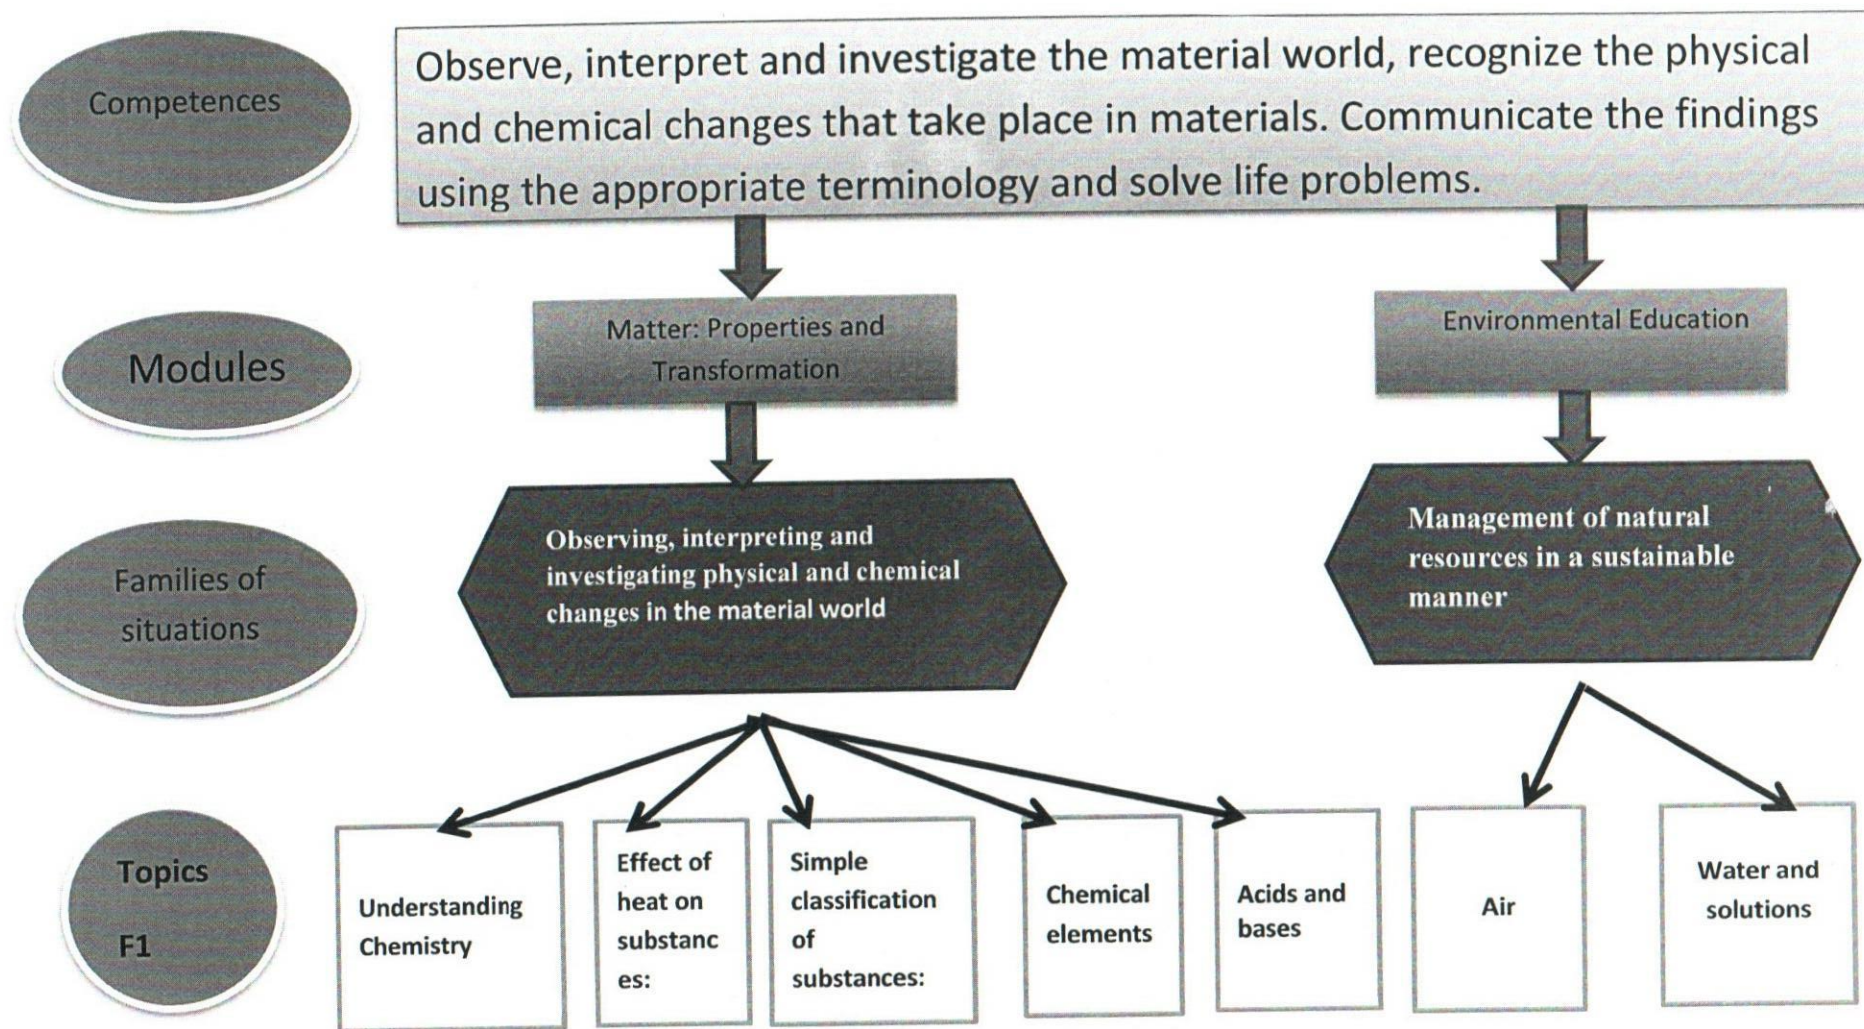 Competences
Observe, interpret and investigate the material world, recognize the physical
and chemical changes that take place in materials. Communicate the findings
using the appropriate terminology and solve life problems.
Modules
Matter: Properties and
Transformation
Environmental Education
Families of
situations
Observing, interpreting and
investigating physical and chemical
changes in the material world
Management of natural
resources in a sustainable
manner
Topics
F1
Understanding
Chemistry
Effect of
heat on
substanc
es:
Simple
classification
of
substances:
Chemical
elements
Acids and
bases
Air
Water and
solutions